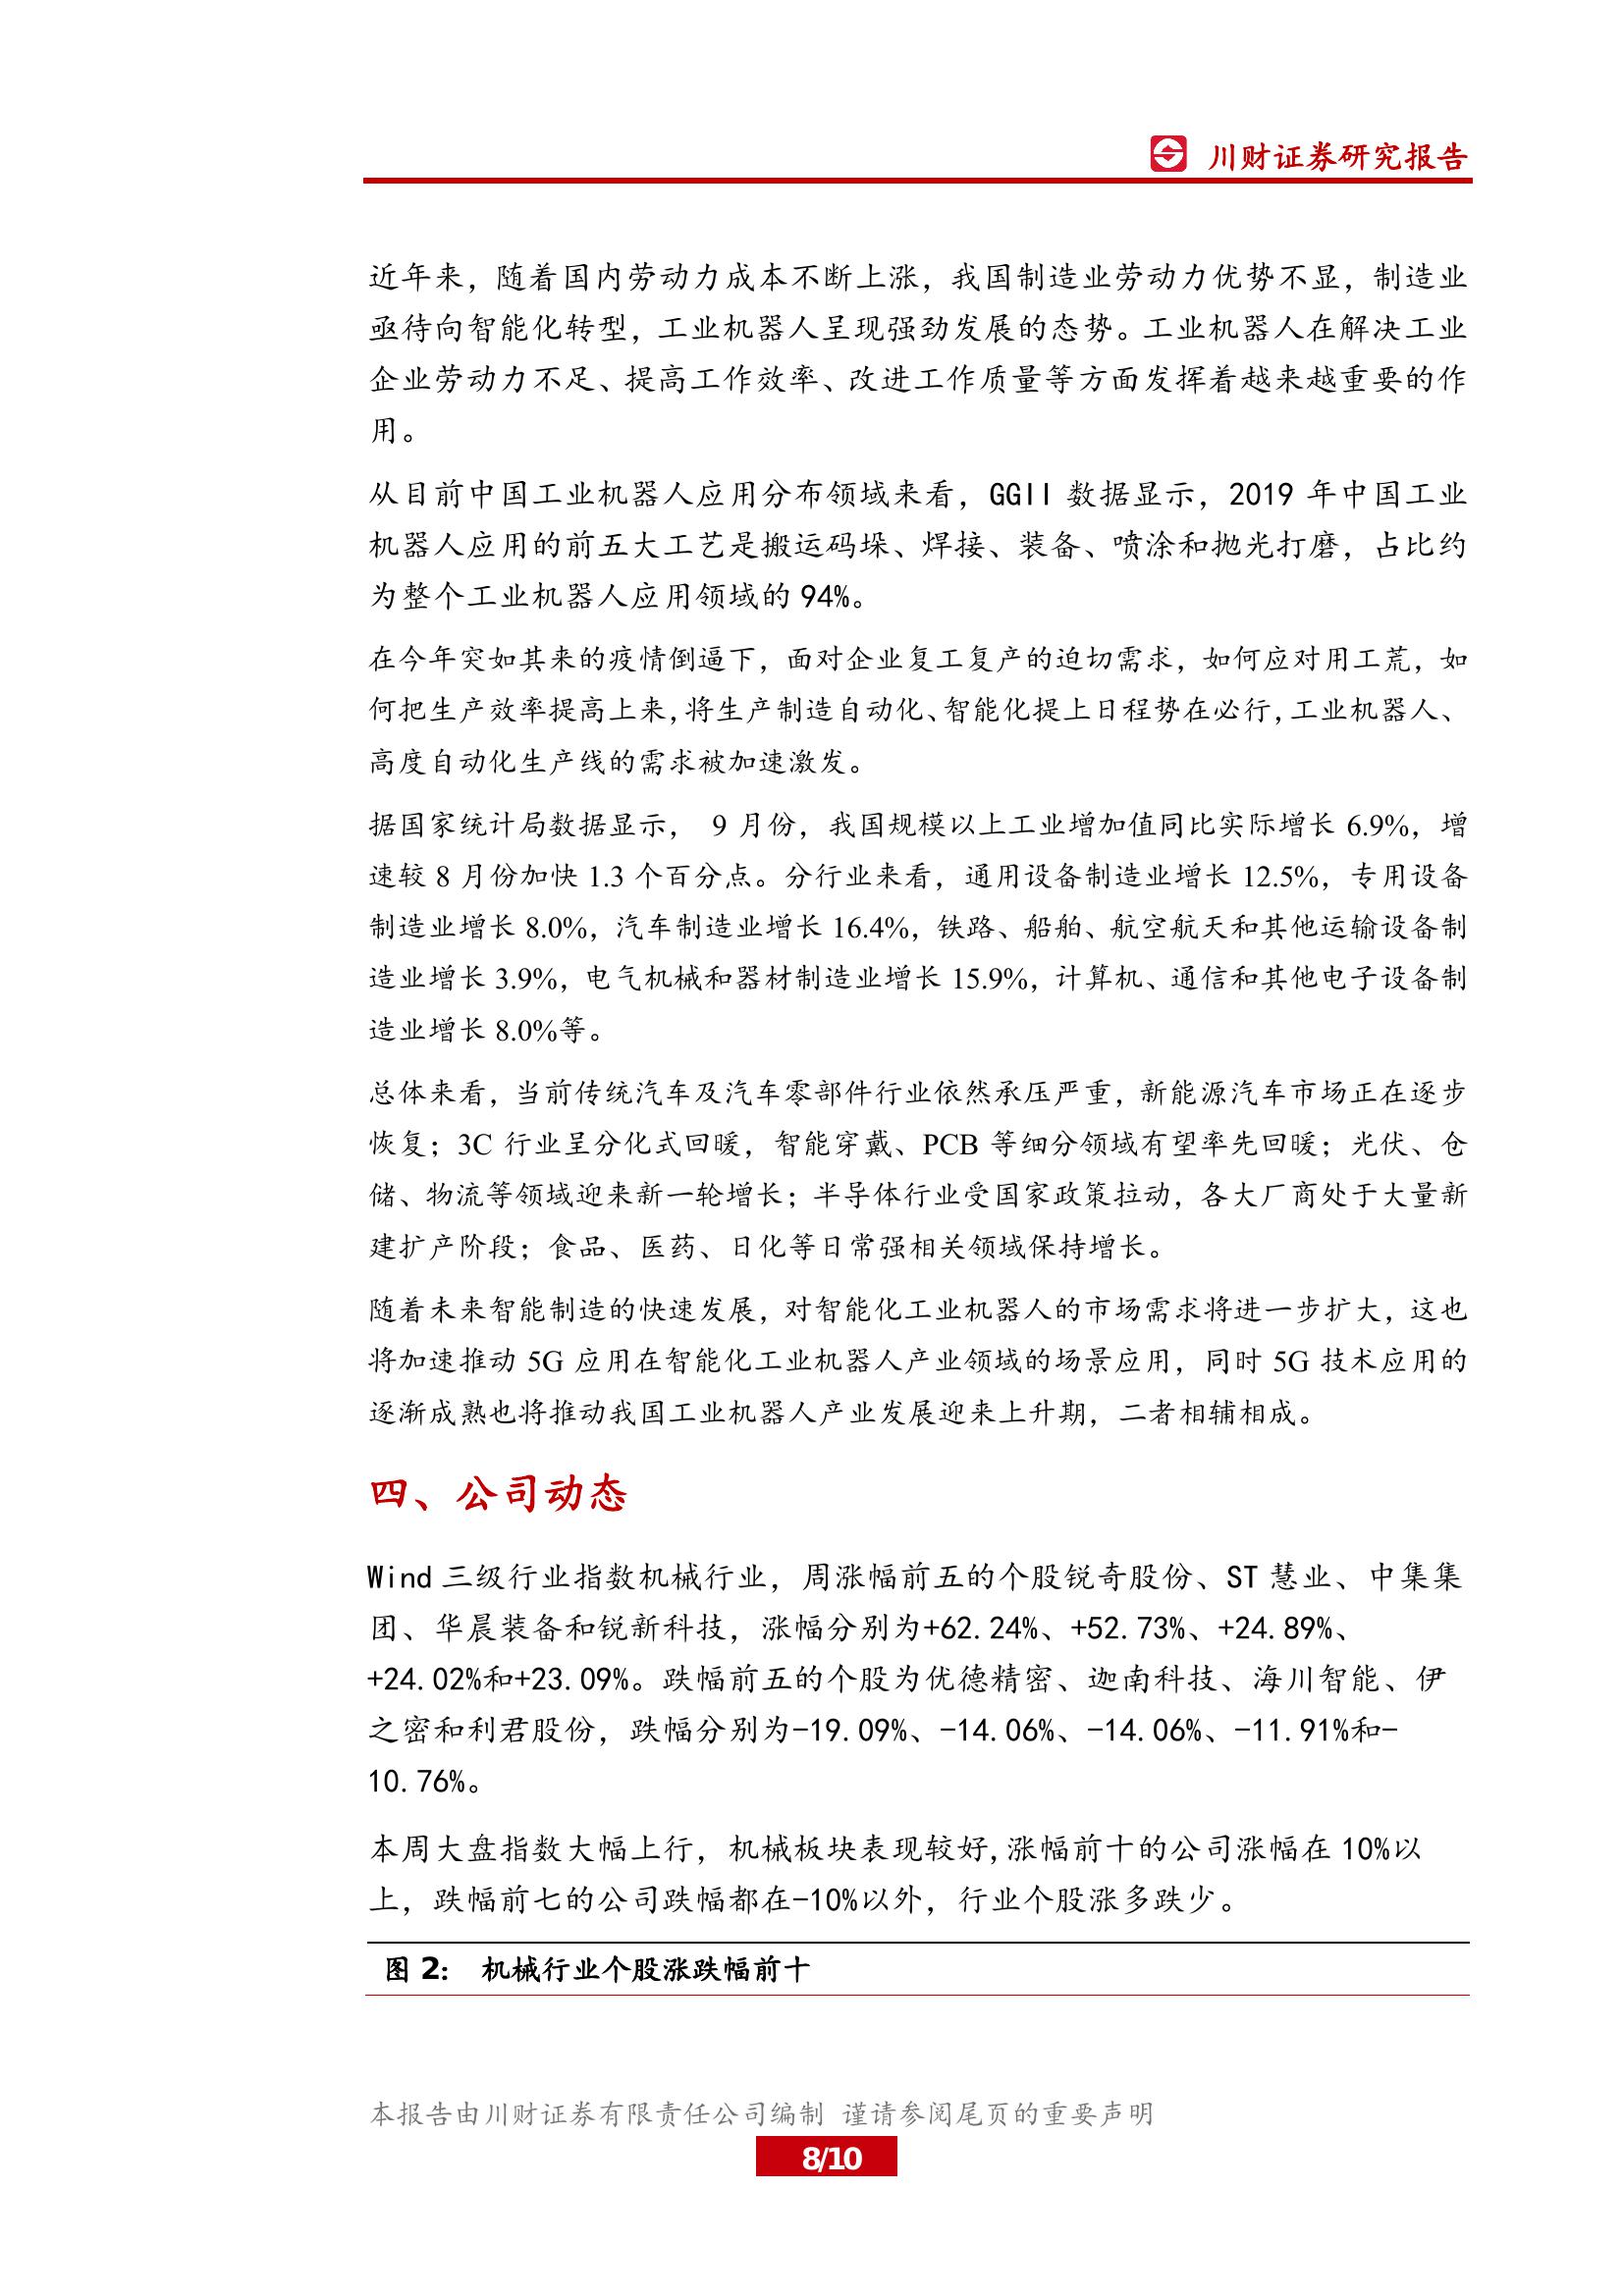 川财证券研究报告
近年来，随着国内劳动力成本不断上涨，我国制造业劳动力优势不显，制造业
亟待向智能化转型，工业机器人呈现强劲发展的态势。工业机器人在解决工业
企业劳动力不足、提高工作效率、改进工作质量等方面发挥着越来越重要的作
用。
从目前中国工业机器人应用分布领域来看，GGII 数据显示，2019 年中国工业
机器人应用的前五大工艺是搬运码垛、焊接、装备、喷涂和抛光打磨，占比约
为整个工业机器人应用领域的 94%。
在今年突如其来的疫情倒逼下，面对企业复工复产的迫切需求，如何应对用工荒，如
何把生产效率提高上来,将生产制造自动化、智能化提上日程势在必行,工业机器人、
高度自动化生产线的需求被加速激发。
据国家统计局数据显示， 9 月份，我国规模以上工业增加值同比实际增长 6.9%，增
速较 8 月份加快 1.3 个百分点。分行业来看，通用设备制造业增长 12.5%，专用设备
制造业增长 8.0%，汽车制造业增长 16.4%，铁路、船舶、航空航天和其他运输设备制
造业增长 3.9%，电气机械和器材制造业增长 15.9%，计算机、通信和其他电子设备制
造业增长 8.0%等。
总体来看，当前传统汽车及汽车零部件行业依然承压严重，新能源汽车市场正在逐步
恢复；3C 行业呈分化式回暖，智能穿戴、PCB 等细分领域有望率先回暖；光伏、仓
储、物流等领域迎来新一轮增长；半导体行业受国家政策拉动，各大厂商处于大量新
建扩产阶段；食品、医药、日化等日常强相关领域保持增长。
随着未来智能制造的快速发展，对智能化工业机器人的市场需求将进一步扩大，这也
将加速推动 5G 应用在智能化工业机器人产业领域的场景应用，同时 5G 技术应用的
逐渐成熟也将推动我国工业机器人产业发展迎来上升期，二者相辅相成。
四、公司动态
Wind 三级行业指数机械行业，周涨幅前五的个股锐奇股份、ST 慧业、中集集
团、华晨装备和锐新科技，涨幅分别为+62.24%、+52.73%、+24.89%、
+24.02%和+23.09%。跌幅前五的个股为优德精密、迦南科技、海川智能、伊
之密和利君股份，跌幅分别为-19.09%、-14.06%、-14.06%、-11.91%和-
10.76%。
本周大盘指数大幅上行，机械板块表现较好,涨幅前十的公司涨幅在 10%以
上，跌幅前七的公司跌幅都在-10%以外，行业个股涨多跌少。
图 2： 机械行业个股涨跌幅前十
本报告由川财证券有限责任公司编制 谨请参阅尾页的重要声明
8/10